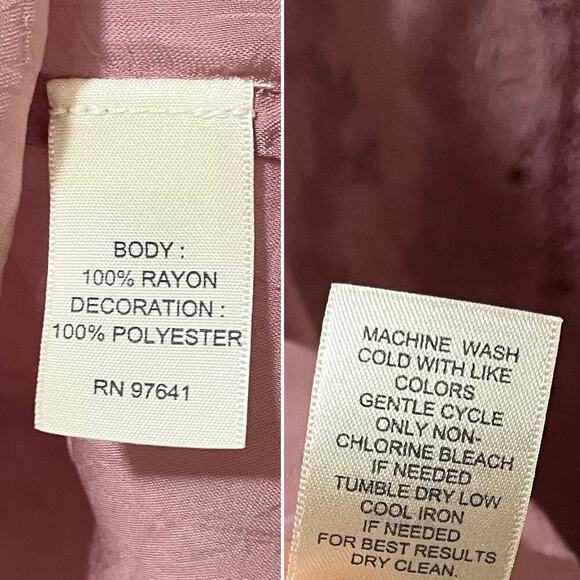 BODY :
100% RAYON
DECORATION :
100% POLYESTER
RN 97641
MACHINE WASH
COLD WITH LIKE
COLORS
GENTLE CYCLE
ONLY NON-
CHLORINE BLEACH
IF NEEDED
TUMBLE DRY LOW
COOL IRON
IF NEEDED
FOR BEST RESULTS
DRY CLEAN.